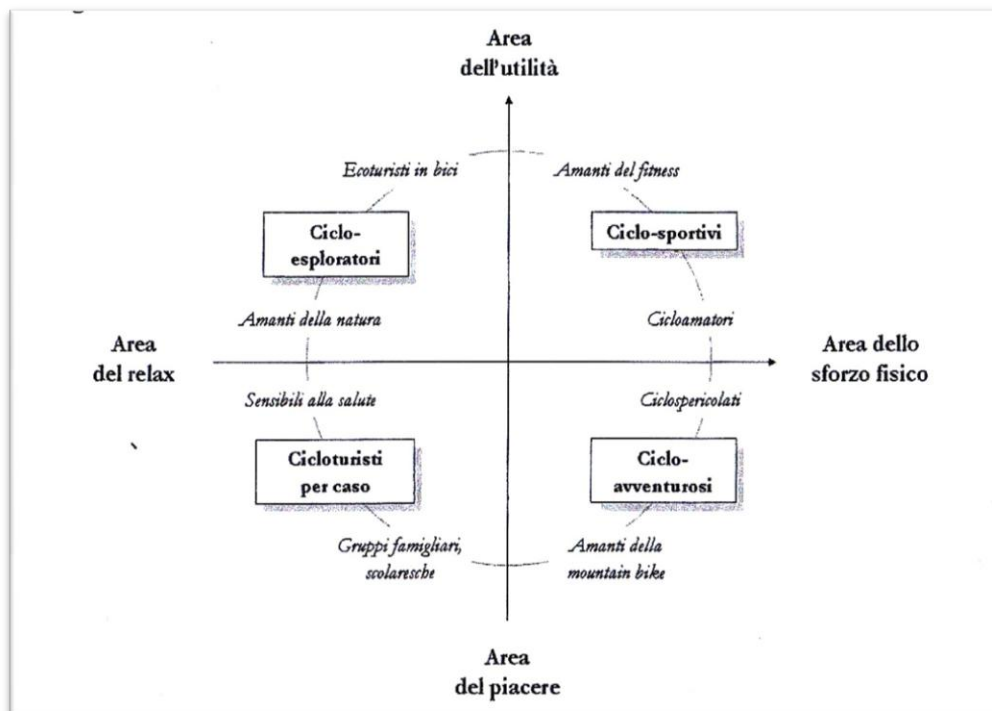 Area
dell'utilità
Ecoturisti in bici
Amanti del fitness
Ciclo-
esploratori
Ciclo-sportivi
Amanti della natura
Cicloamatori
Area
del relax
Area dello
sforzo fisico
Sensibili alla salute
Ciclospericolati
Cicloturisti
per caso
Ciclo-
avventurosi
Gruppi famigliari,
scolaresche
Amanti della
mountain bike
Area
del piacere